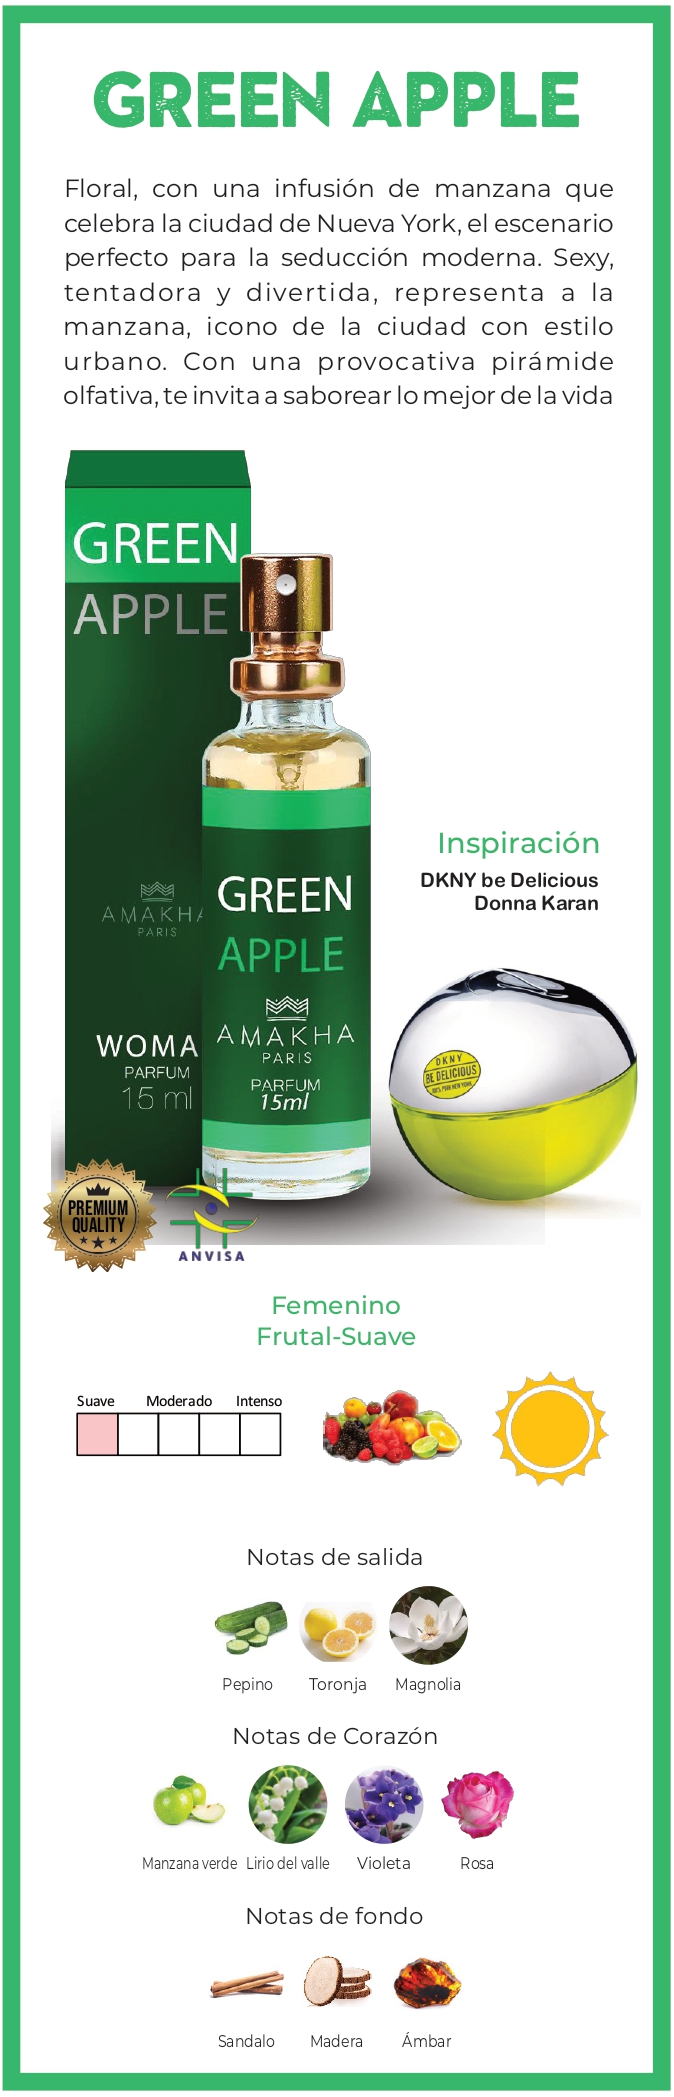 GREEN APPLE
Floral, con una infusión de manzana que
celebra la ciudad de Nueva York, el escenario
perfecto para la seducción moderna. Sexy,
tentadora y divertida, representa a la
manzana, icono de la ciudad con estilo
urbano. Con una provocativa pirámide
olfativa, te invita a saborear lo mejor de la vida
GREEN
APPLE
AMAKHA
PARIS
WOMA
PARFUM
15 ml
GREEN
APPLE
AMAKHA
PARIS
PARFUM
15ml
Inspiración
DKNY be Delicious
Donna Karan
DKNY
BE DELICIOUS
100% PURE NEW YORK
PREMIUM
QUALITY
ANVISA
Femenino
Frutal-Suave
Suave Moderado Intenso
Notas de salida
Pepino Toronja Magnolia
Notas de Corazón
Manzana verde Lirio del valle Violeta Rosa
Notas de fondo
Sandalo Madera Ámbar